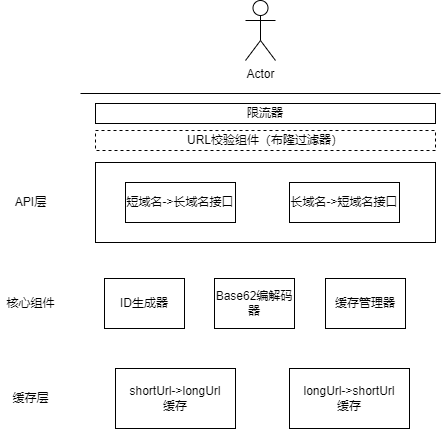 Actor
限流器
URL校验组件（布隆过滤器）
API层
短域名->长域名接口
长域名->短域名接口
核心组件
ID生成器
Base62编解码
器
缓存管理器
缓存层
shortUrl->longUrl
缓存
longUrl->shortUrl
缓存